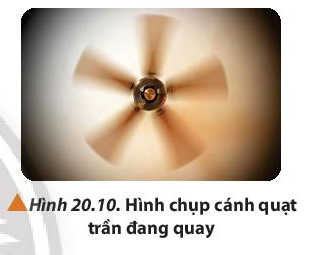 Hình 20.10. Hình chụp cánh quạt
trần đang quay